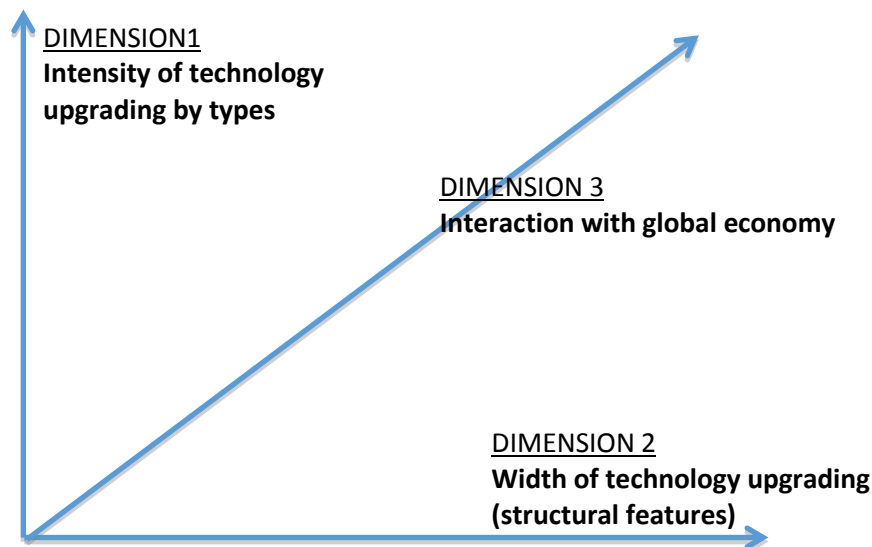 DIMENSION1
Intensity of technology
upgrading by types
DIMENSION 3
Interaction with global economy
DIMENSION 2
Width of technology upgrading
(structural features)